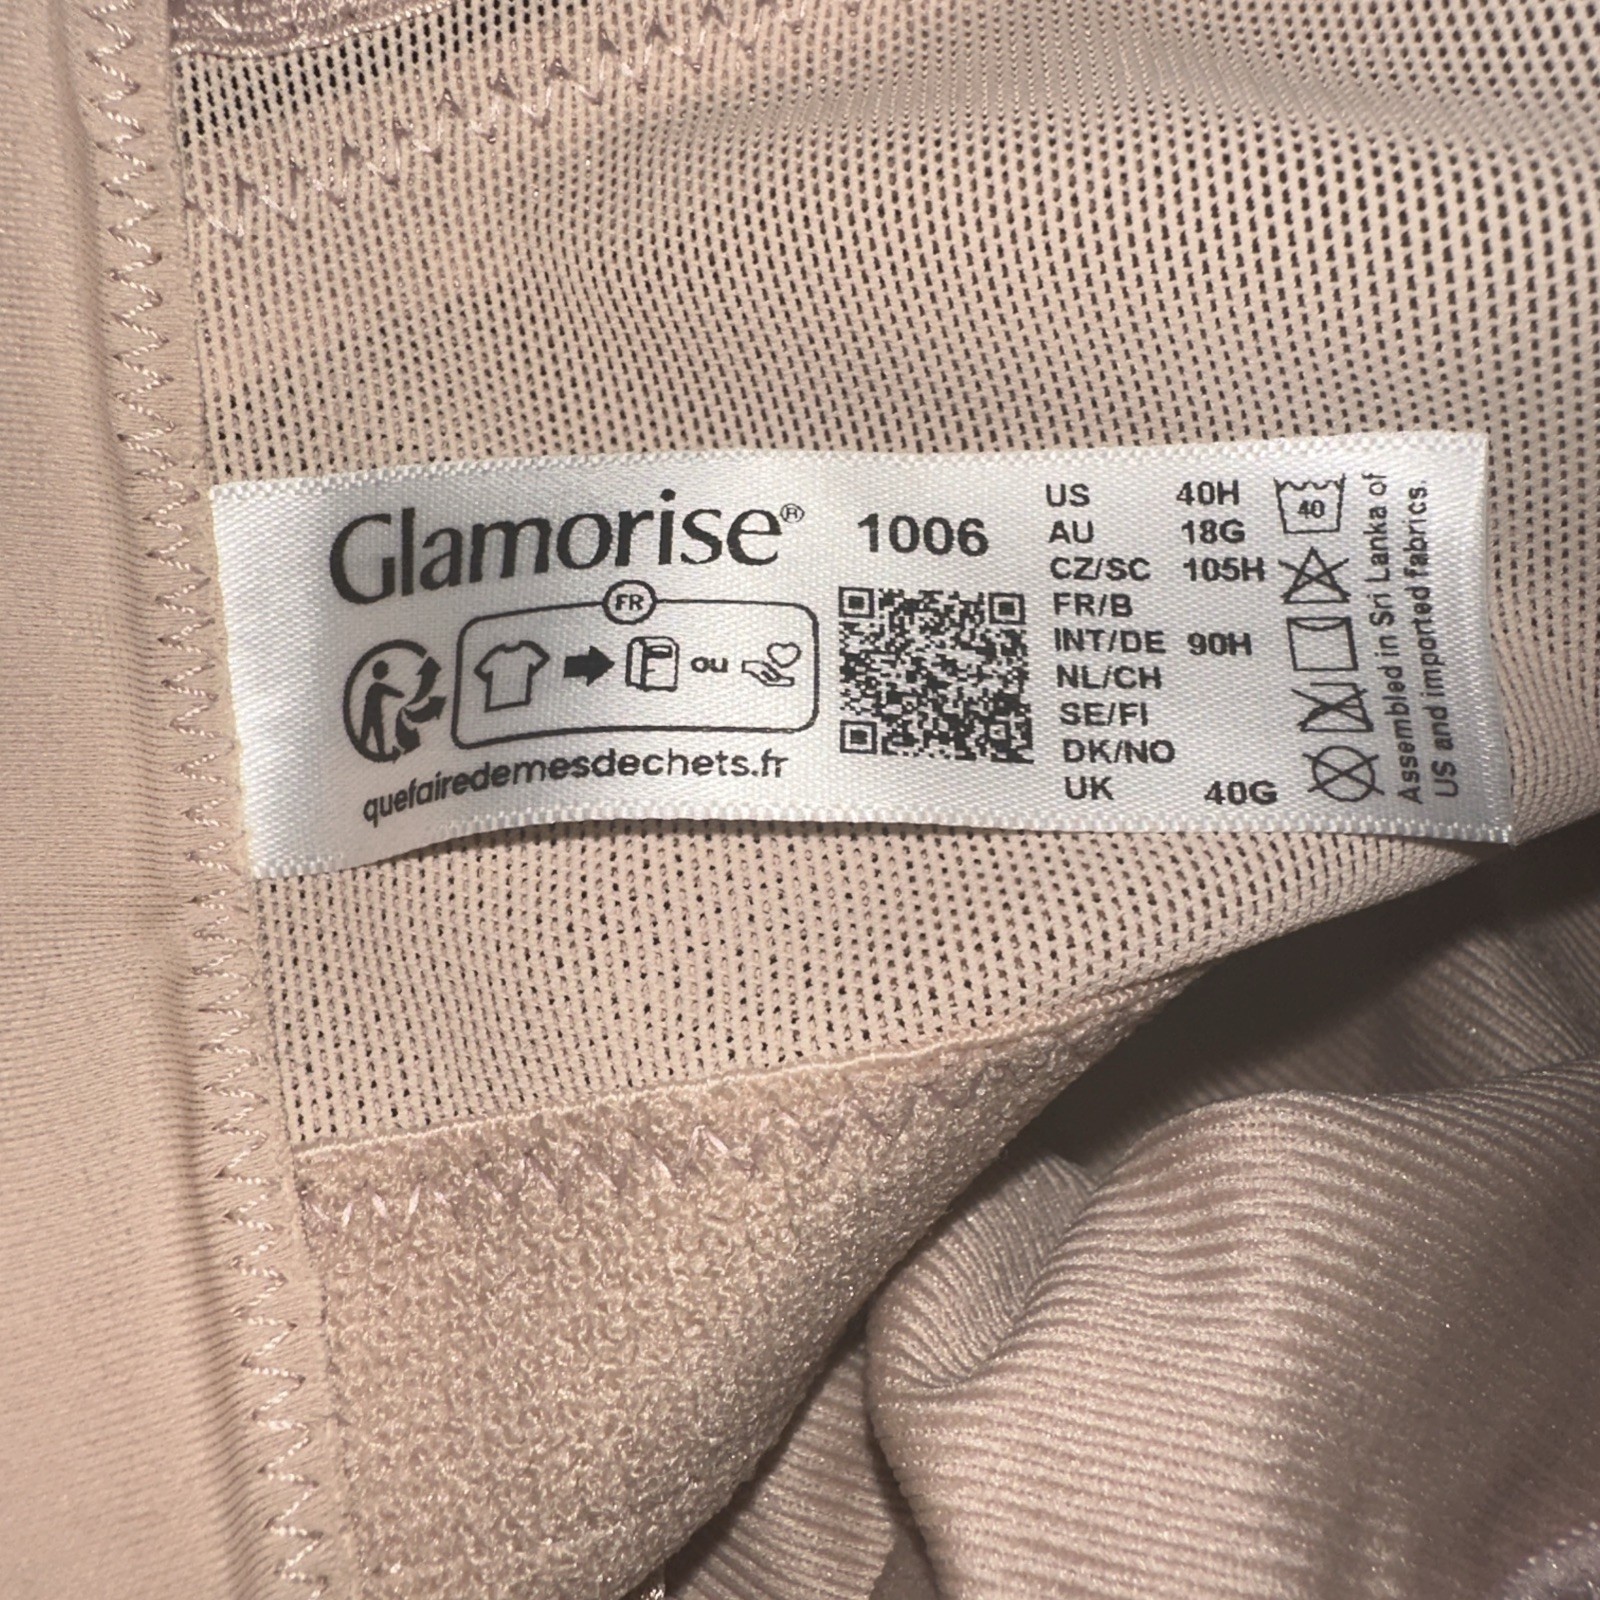 Glamorise®
FR
ou
quefairedemesdechets.fr
1006
US 40H
AU 18G
CZ/SC 105H
FR/B
INT/DE 90H
NL/CH
SE/FI
DK/NO
UK 40G
40
Assembled in Sri Lanka of
US and imported fabrics.